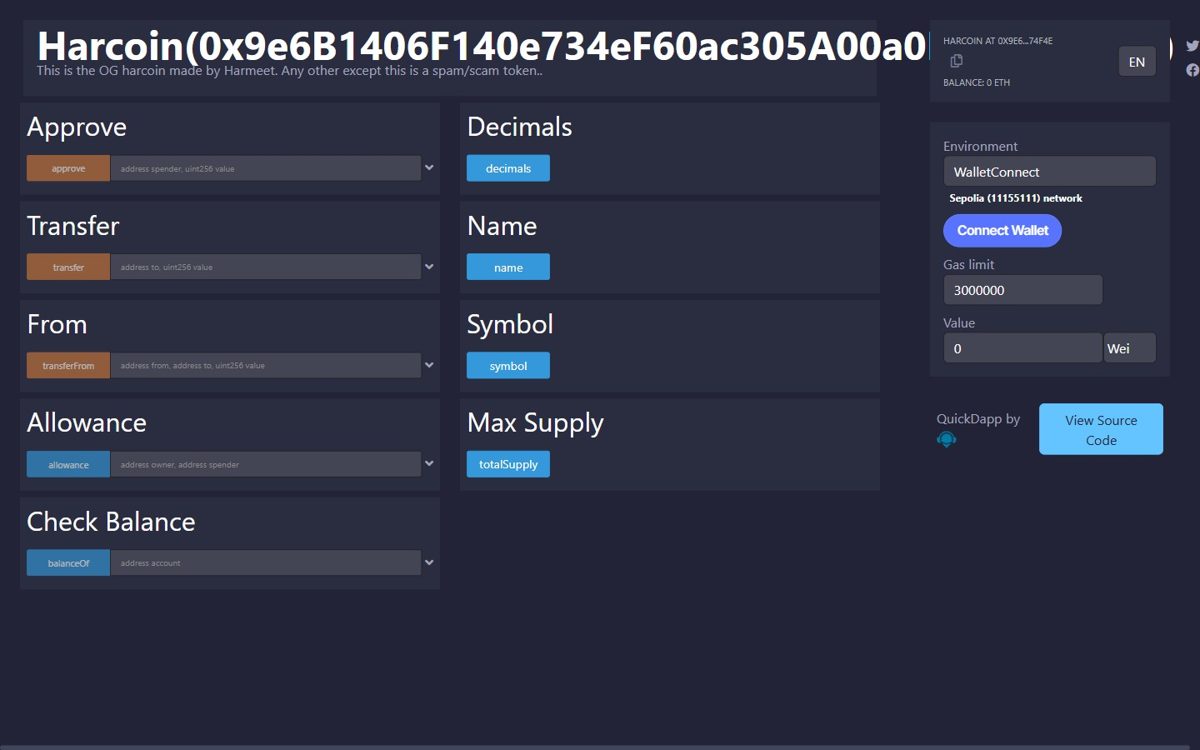 Harcoin(0x9e6B1406F140e734eF60ac305A00a0
This is the OG harcoin made by Harmeet. Any other except this is a spam/scam token..
Approve
approve
address spender, uint256 value
Transfer
transfer
address to, uint256 value
From
transferFrom
address from, address to, uint256 value
Allowance
allowance
address owner, address spender
Check Balance
balanceOf
address account
Decimals
decimals
Name
name
Symbol
symbol
Max Supply
totalSupply
HARCOIN AT 0X9E6...74F4E
BALANCE: 0 ETH
EN
Environment
WalletConnect
Sepolia (11155111) network
Connect Wallet
Gas limit
3000000
Value
0
Wei
QuickDapp by
View Source
Code